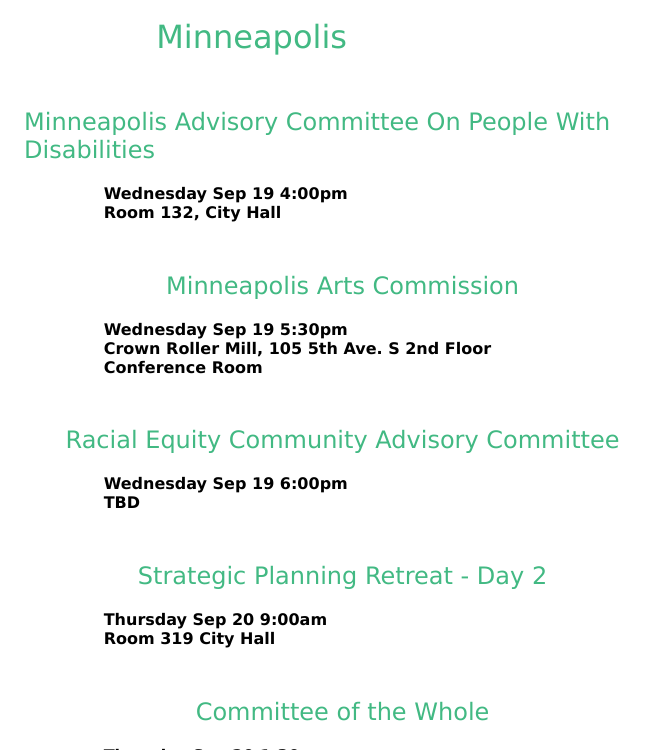 Minneapolis
Minneapolis Advisory Committee On People With
Disabilities
Wednesday Sep 19 4:00pm
Room 132, City Hall
Minneapolis Arts Commission
Wednesday Sep 19 5:30pm
Crown Roller Mill, 105 5th Ave. S 2nd Floor
Conference Room
Racial Equity Community Advisory Committee
Wednesday Sep 19 6:00pm
TBD
Strategic Planning Retreat - Day 2
Thursday Sep 20 9:00am
Room 319 City Hall
Committee of the Whole